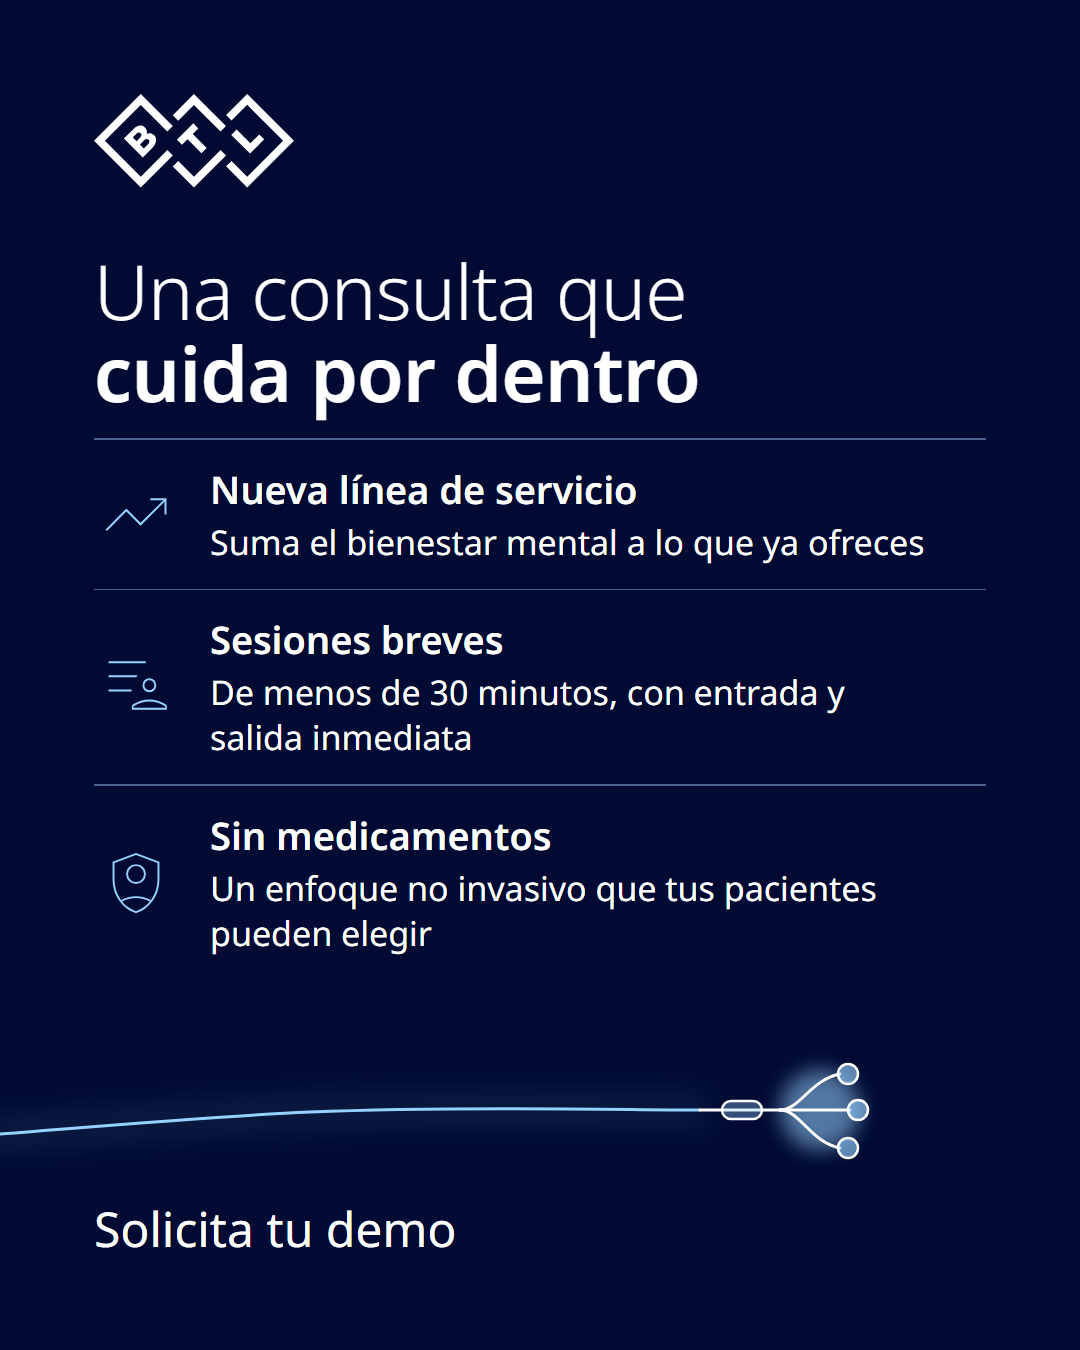 BTL
Una consulta que
cuida por dentro
Nueva línea de servicio
Suma el bienestar mental a lo que ya ofreces
Sesiones breves
De menos de 30 minutos, con entrada y
salida inmediata
Sin medicamentos
Un enfoque no invasivo que tus pacientes
pueden elegir
Solicita tu demo